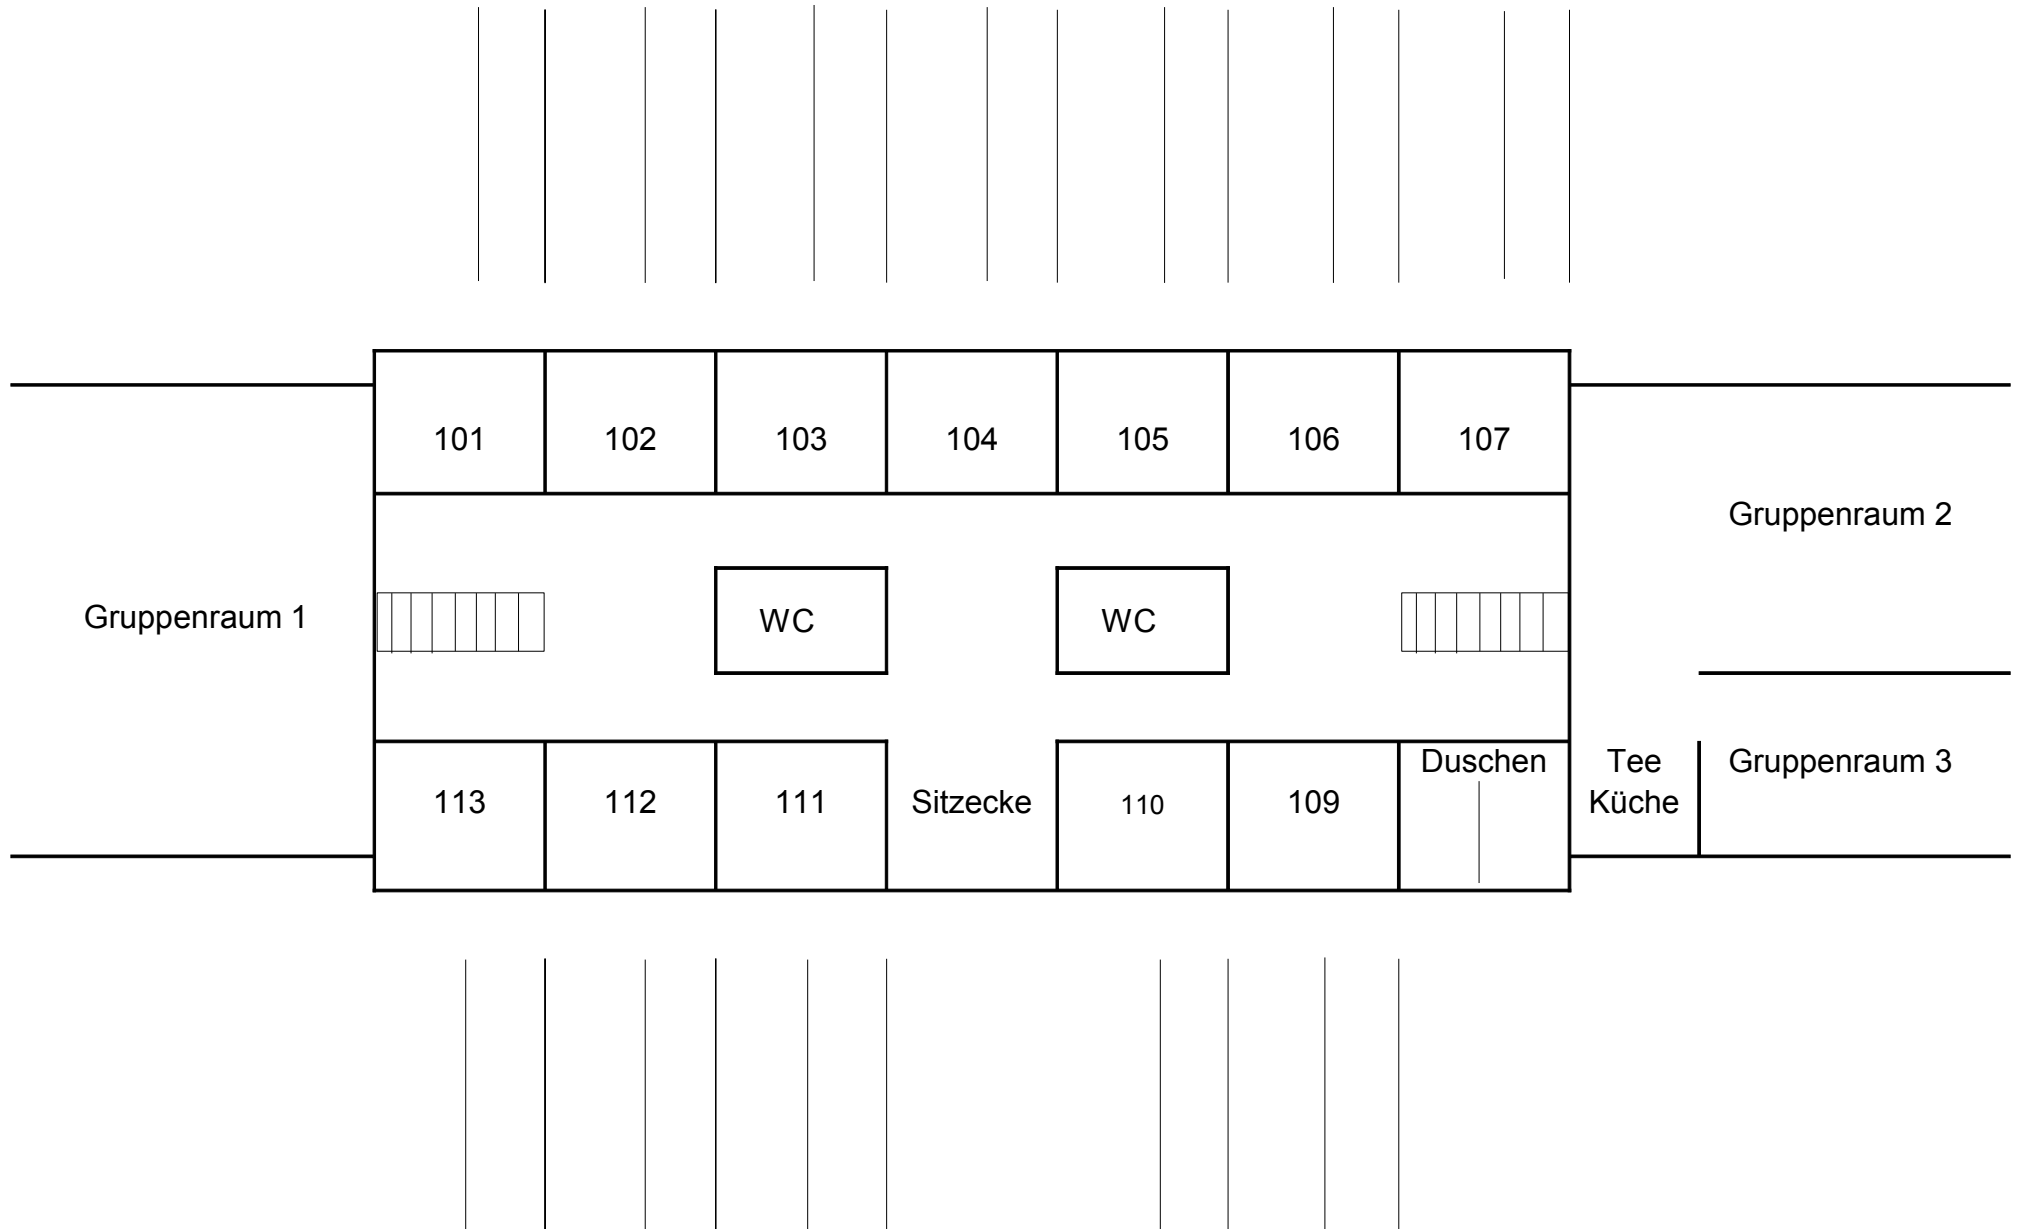 101 102 103 104 105 106 107
Gruppenraum 2
Gruppenraum 1
WC WC
Duschen
Tee
Küche
Gruppenraum 3
113 112 111 Sitzecke 110 109